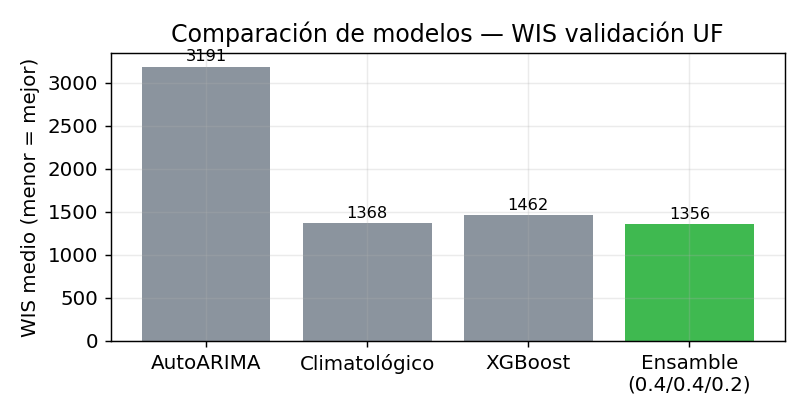 Comparación de modelos — WIS validación UF
WIS medio (menor = mejor)
3000
2500
2000
1500
1000
500
0
3191
1368
1462
1356
AutoARIMA
Climatológico
XGBoost
Ensamble
(0.4/0.4/0.2)